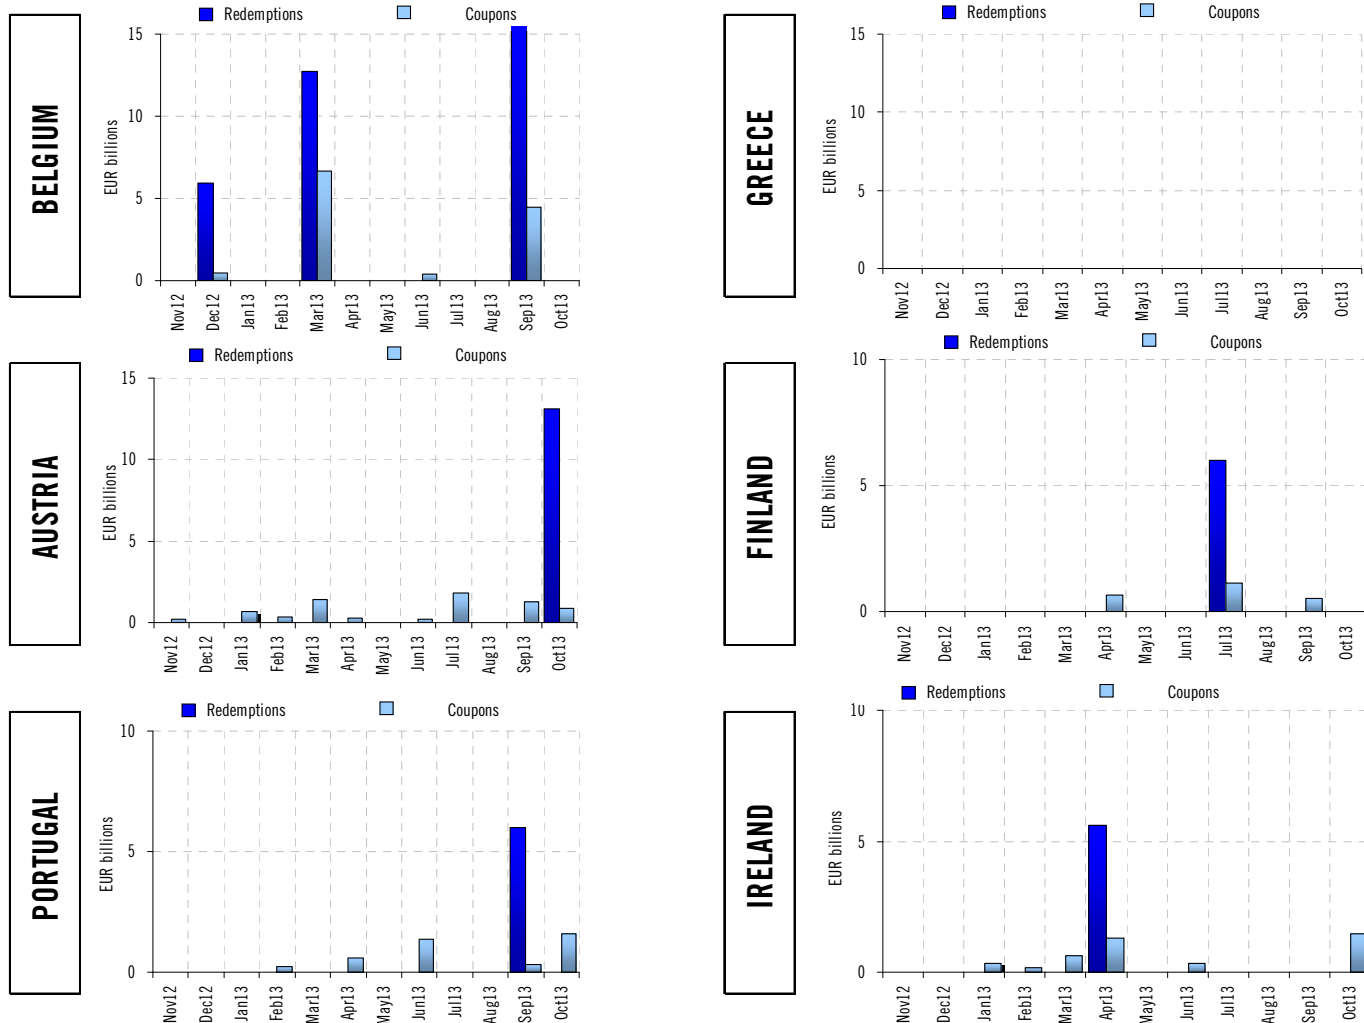 Redemptions Coupons
BELGIUM
EUR billions
15
10
5
0
Nov12 Dec12 Jan13 Feb13 Mar13 Apr13 May13 Jun13 Jul13 Aug13 Sep13 Oct13
Redemptions Coupons
GREECE
EUR billions
15
10
5
0
Nov12 Dec12 Jan13 Feb13 Mar13 Apr13 May13 Jun13 Jul13 Aug13 Sep13 Oct13
Redemptions Coupons
AUSTRIA
EUR billions
15
10
5
0
Nov12 Dec12 Jan13 Feb13 Mar13 Apr13 May13 Jun13 Jul13 Aug13 Sep13 Oct13
Redemptions Coupons
FINLAND
EUR billions
10
5
0
Nov12 Dec12 Jan13 Feb13 Mar13 Apr13 May13 Jun13 Jul13 Aug13 Sep13 Oct13
Redemptions Coupons
PORTUGAL
EUR billions
10
5
0
Nov12 Dec12 Jan13 Feb13 Mar13 Apr13 May13 Jun13 Jul13 Aug13 Sep13 Oct13
Redemptions Coupons
IRELAND
EUR billions
10
5
0
Nov12 Dec12 Jan13 Feb13 Mar13 Apr13 May13 Jun13 Jul13 Aug13 Sep13 Oct13